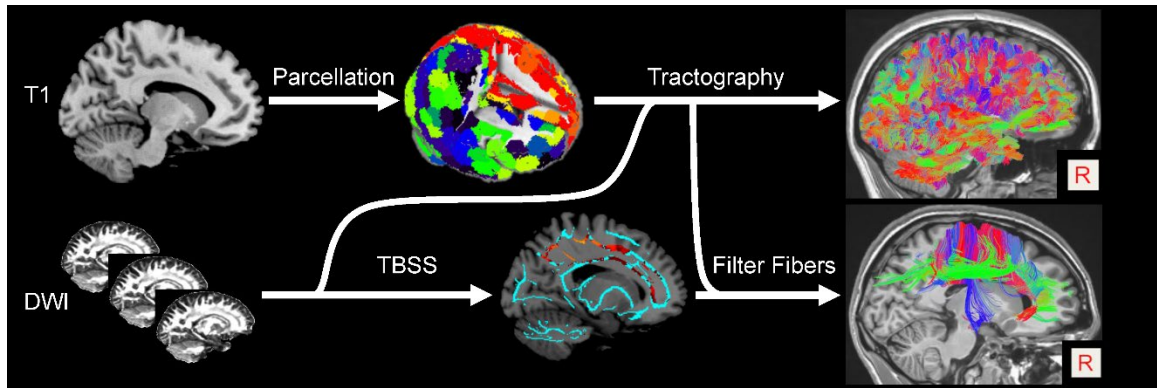 T1
Parcellation
Tractography
R
DWI
TBSS
Filter Fibers
R